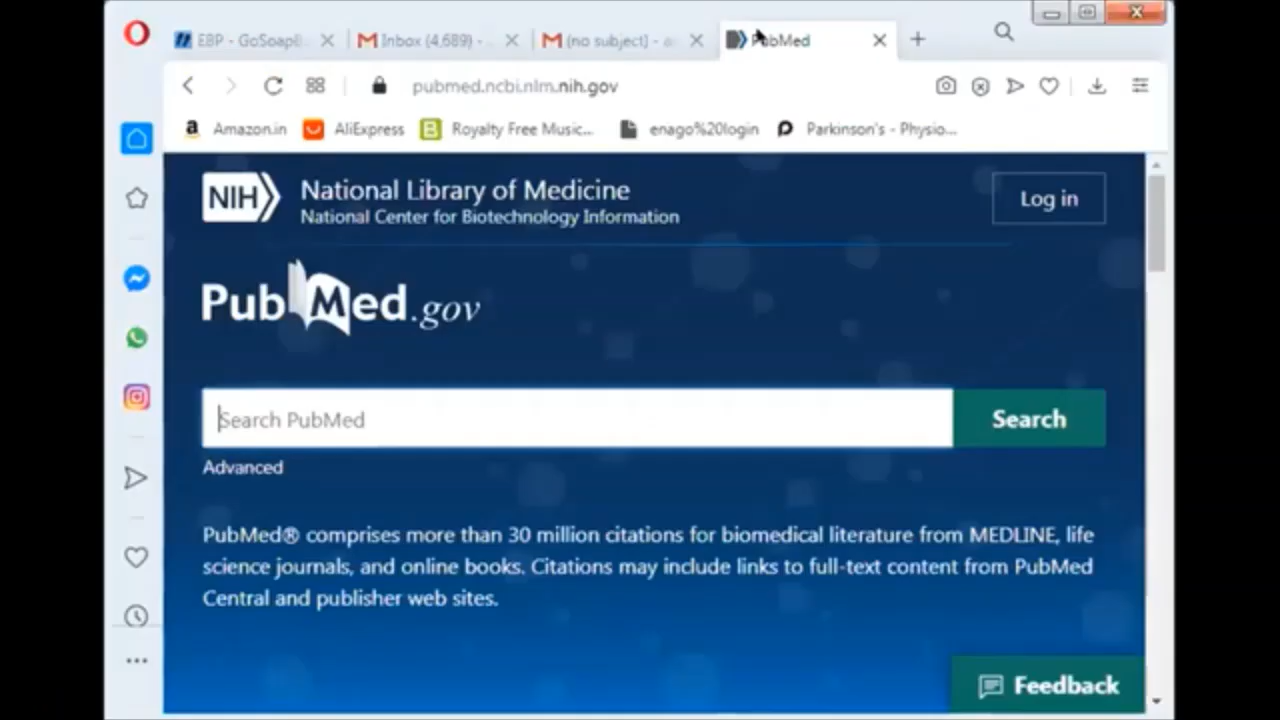 EBP - GoSoapB
Inbox (4,689) -
(no subject) - a
PubMed
pubmed.ncbi.nlm.nih.gov
Amazon.in
AliExpress
Royalty Free Music...
enago%20login
Parkinson's - Physio...
NIH
National Library of Medicine
National Center for Biotechnology Information
Log in
PubMed.gov
Search PubMed
Search
Advanced
PubMed® comprises more than 30 million citations for biomedical literature from MEDLINE, life
science journals, and online books. Citations may include links to full-text content from PubMed
Central and publisher web sites.
Feedback